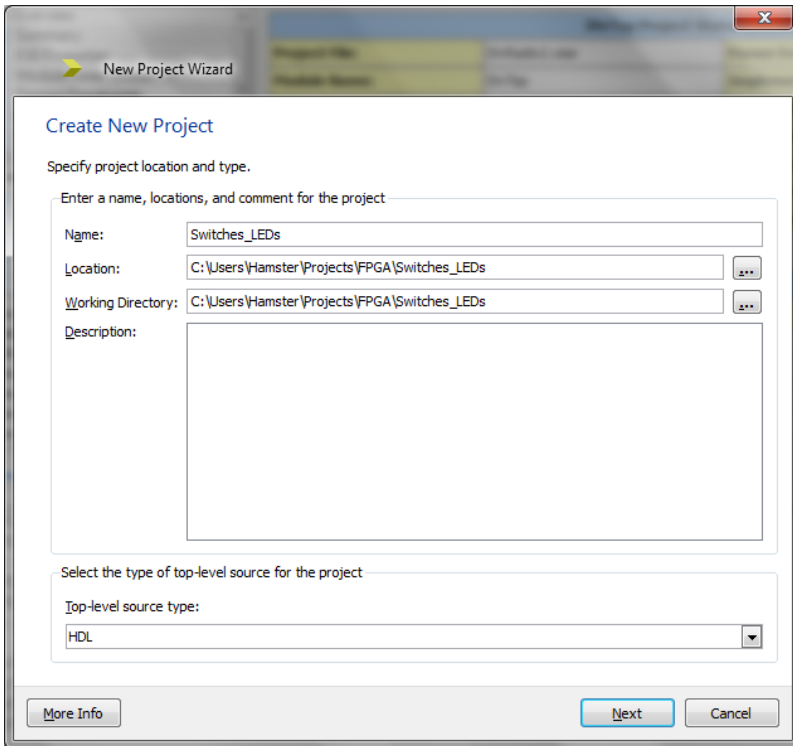 New Project Wizard
Create New Project
Specify project location and type.
Enter a name, locations, and comment for the project
Name:
Switches_LEDs
Location:
C:\Users\Hamster\Projects\FPGA\Switches_LEDs
...
Working Directory:
C:\Users\Hamster\Projects\FPGA\Switches_LEDs
...
Description:
Select the type of top-level source for the project
Top-level source type:
HDL
More Info
Next
Cancel